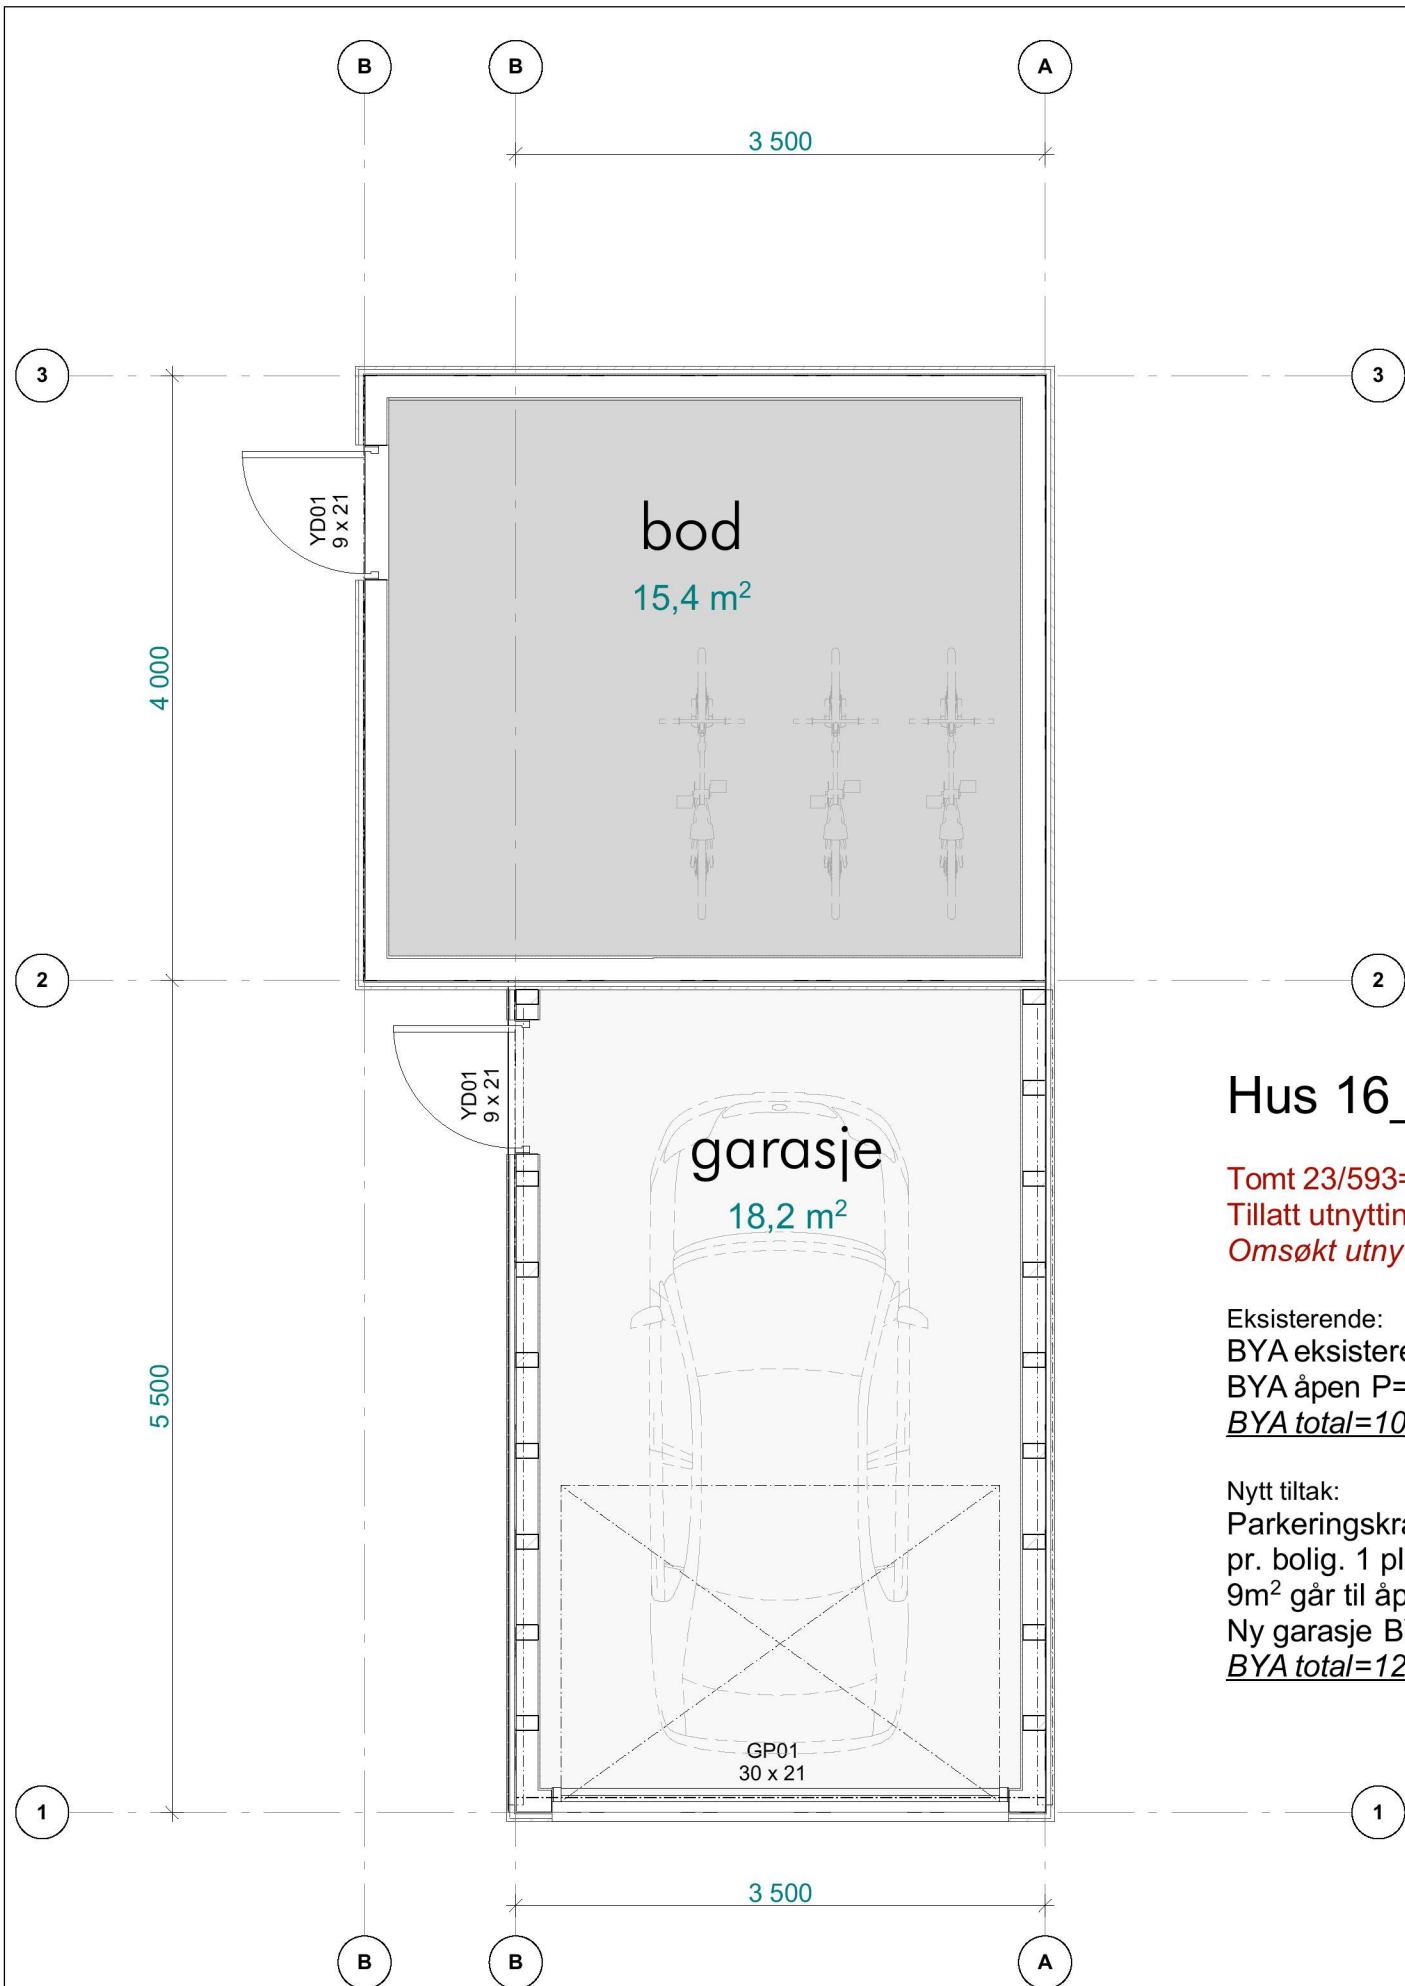 B
B
A
3 500
3
3
YD01
9 x 21
bod
15,4 m²
4 000
2
2
YD01
9 x 21
garasje
18,2 m²
Hus 16_
Tomt 23/593=
Tillatt utnyttin
Omsøkt utny
5 500
Eksisterende:
BYA eksistere
BYA åpen P=
BYA total=10
Nytt tiltak:
Parkeringskra
pr. bolig. 1 pl
9m² går til åp
Ny garasje B
BYA total=12
GP01
30 x 21
1
1
3 500
B
B
A